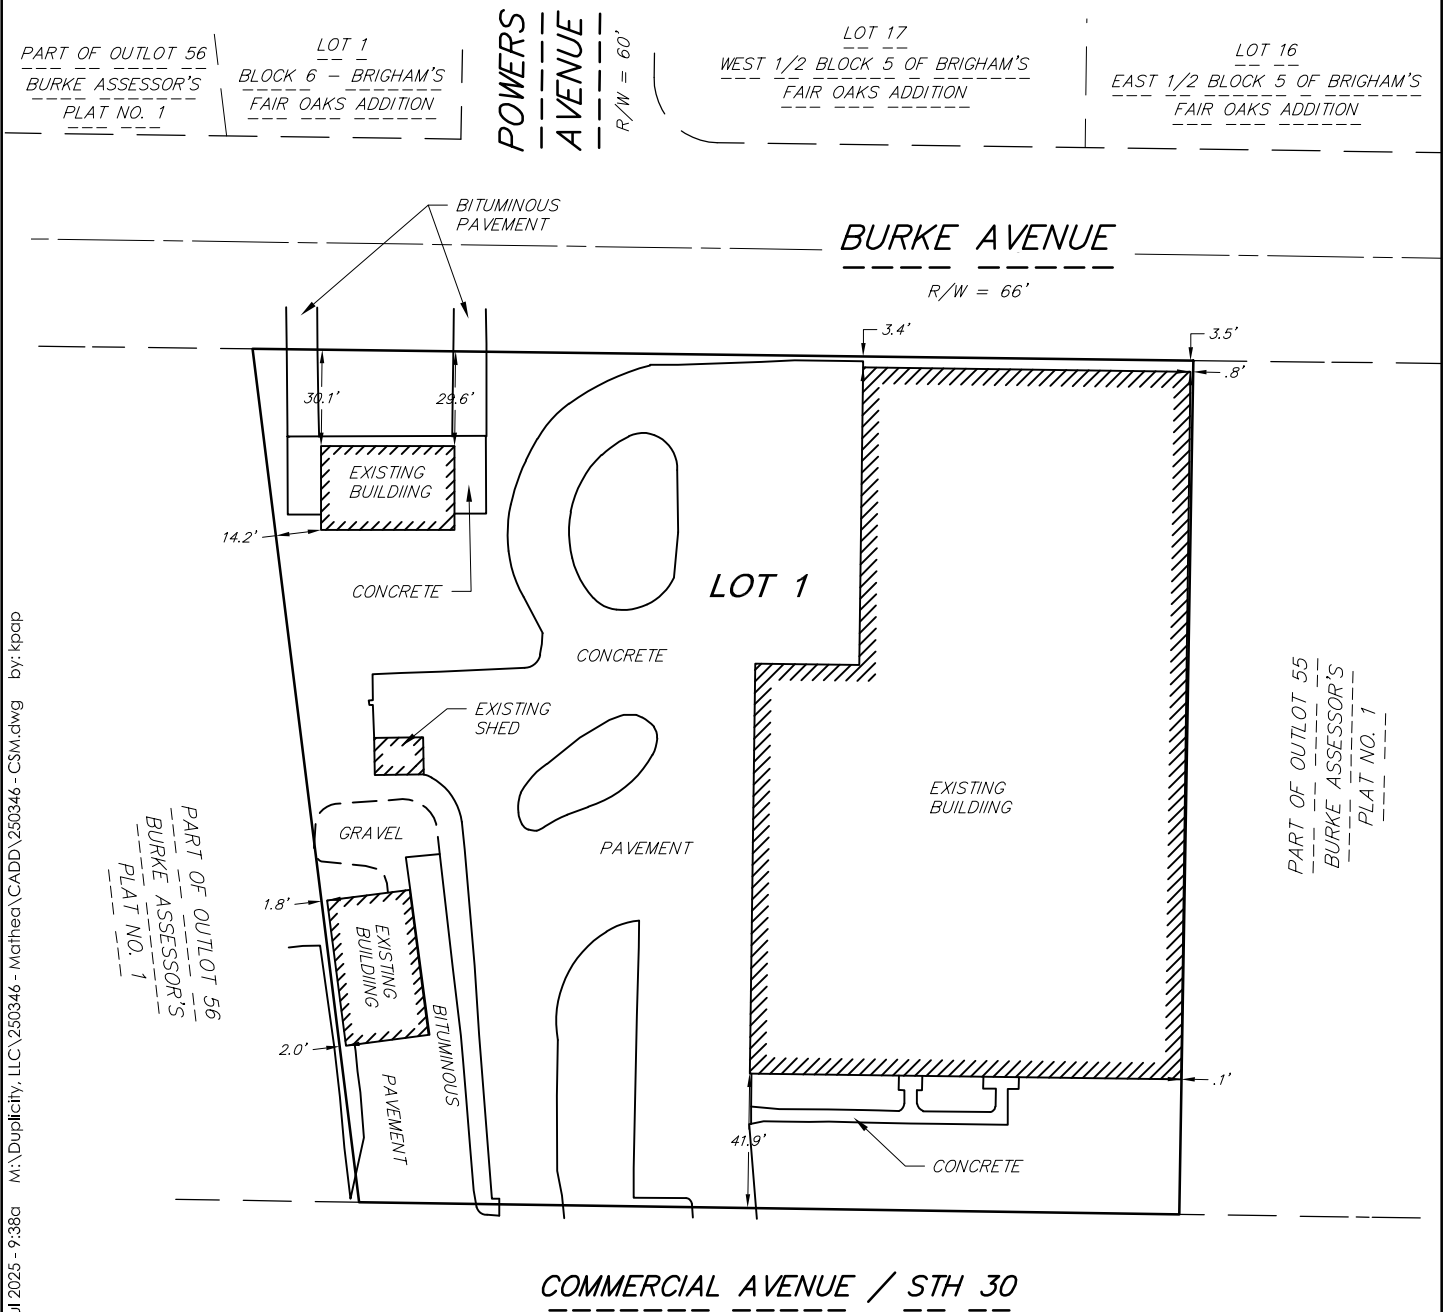 PART OF OUTLOT 56
BURKE ASSESSOR'S
PLAT NO. 1
LOT 1
BLOCK 6 - BRIGHAM'S
FAIR OAKS ADDITION
POWERS
AVENUE
R/W = 60'
LOT 17
WEST 1/2 BLOCK 5 OF BRIGHAM'S
FAIR OAKS ADDITION
LOT 16
EAST 1/2 BLOCK 5 OF BRIGHAM'S
FAIR OAKS ADDITION
BITUMINOUS
PAVEMENT
BURKE AVENUE
R/W = 66'
3.4'
3.5'
.8'
30.1'
29.6'
EXISTING
BUILDIING
14.2'
CONCRETE
LOT 1
CONCRETE
EXISTING
SHED
EXISTING
BUILDIING
PAVEMENT
GRAVEL
1.8'
EXISTING
BUILDIING
2.0'
BITUMINOUS
PAVEMENT
.1'
41.9'
CONCRETE
PART OF OUTLOT 56
BURKE ASSESSOR'S
PLAT NO. 1
PART OF OUTLOT 55
BURKE ASSESSOR'S
PLAT NO. 1
COMMERCIAL AVENUE / STH 30
2025 - 9:38a M:\Duplicity, LLC\250346 - Mathea\CADD\250346 - CSM.dwg by: kpap